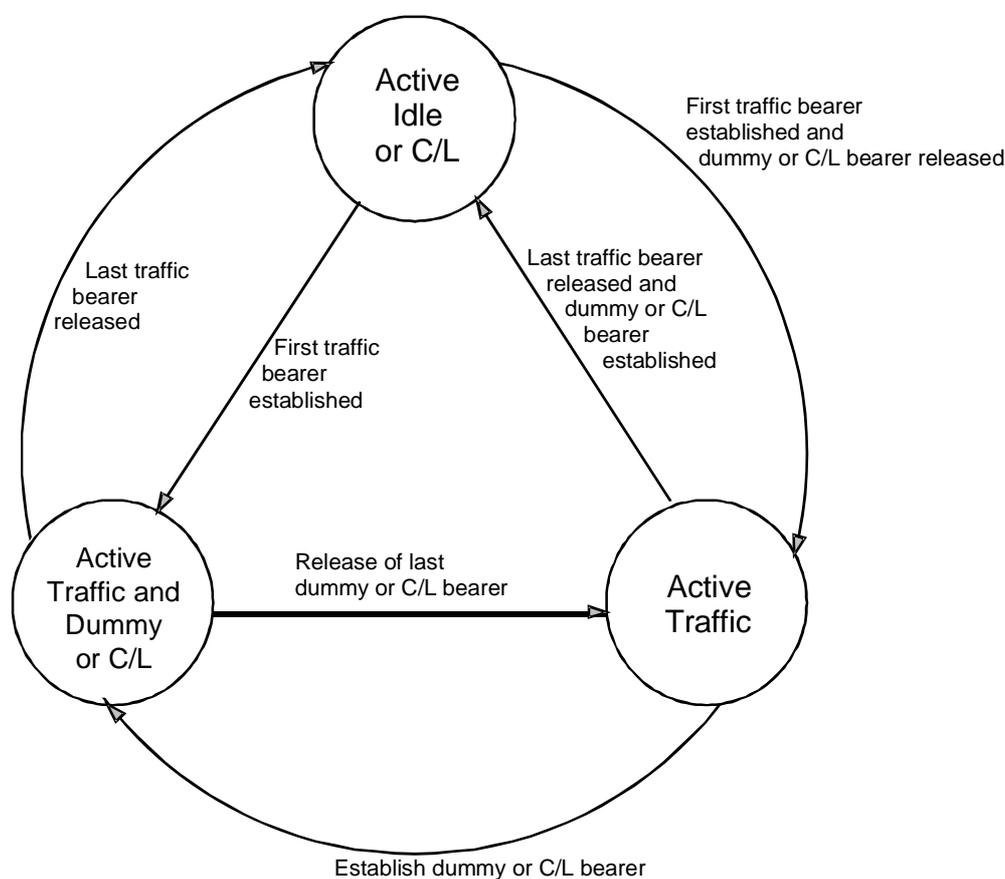 Active
Idle
or C/L
First traffic bearer
established and
dummy or C/L bearer released
Last traffic bearer
released and
dummy or C/L
bearer
established
Last traffic
bearer
released
First traffic
bearer
established
Active
Traffic and
Dummy
or C/L
Release of last
dummy or C/L bearer
Active
Traffic
Establish dummy or C/L bearer